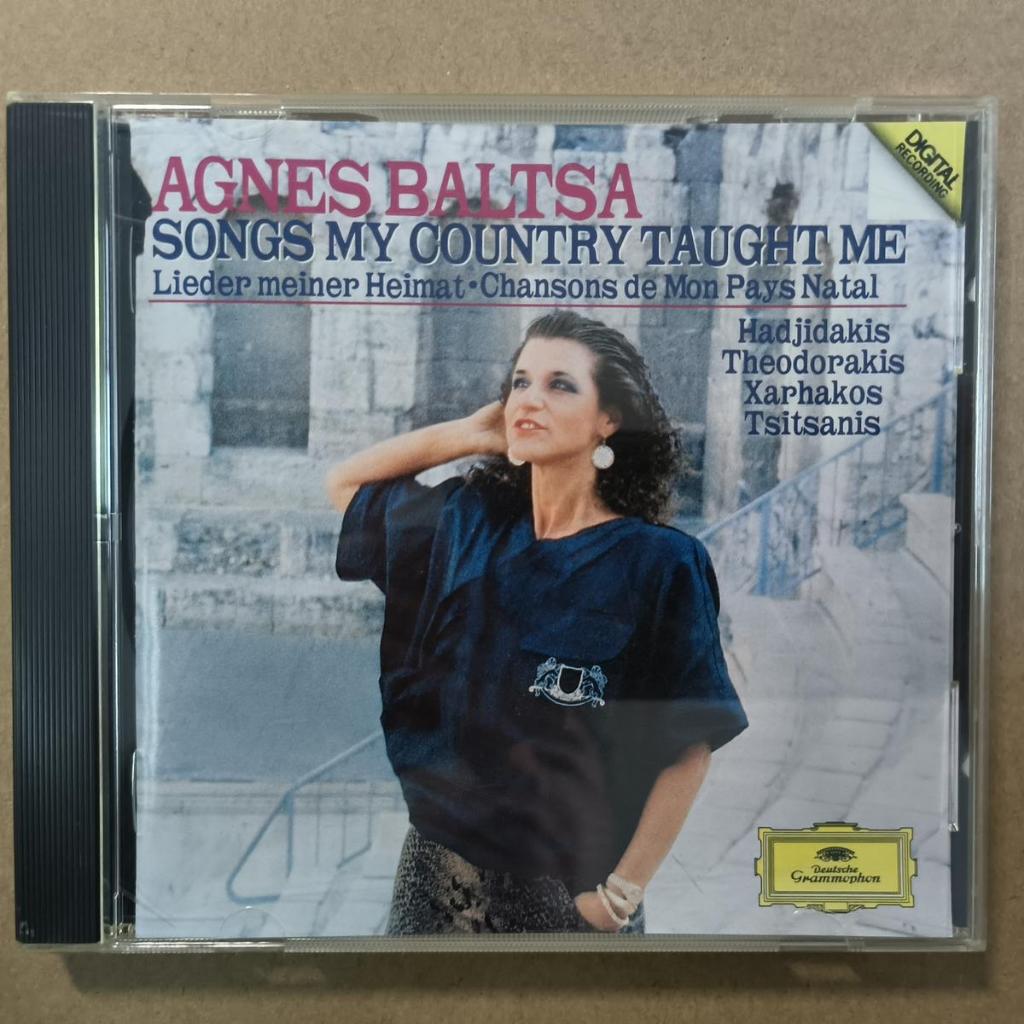 DIGITAL
RECORDING
AGNES BALTSA
SONGS MY COUNTRY TAUGHT ME
Lieder meiner Heimat • Chansons de Mon Pays Natal
Hadjidakis
Theodorakis
Xarhakos
Tsitsanis
Deutsche
Grammophon